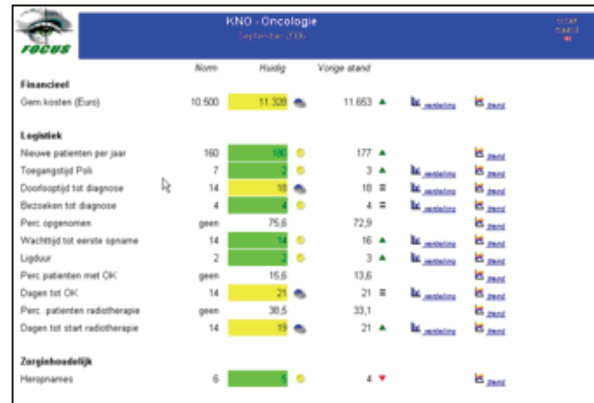 KNO - Oncologie
September 2006
FOCUS
Norm Huidig Vorige stand
Financieel
Gem.kosten (Euro) 10.500 11.328 11.653 verdeling trend
Logistiek
Nieuwe patienten per jaar 160 180 177 trend
Toegangstijd Poli 7 2 3 verdeling trend
Doorlooptijd tot diagnose 14 18 18 = verdeling trend
Bezoeken tot diagnose 4 4 4 = verdeling trend
Perc. opgenomen geen 75,6 72,9 trend
Wachttijd tot eerste opname 14 14 16 verdeling trend
Ligduur 2 2 3 verdeling trend
Perc patienten met OK geen 15,6 13,6 trend
Dagen tot OK 14 21 21 = verdeling trend
Perc. patienten radiotherapie geen 38,5 33,1 trend
Dagen tot start radiotherapie 14 19 21 verdeling trend
Zorginhoudelijk
Heropnames 6 5 4 trend